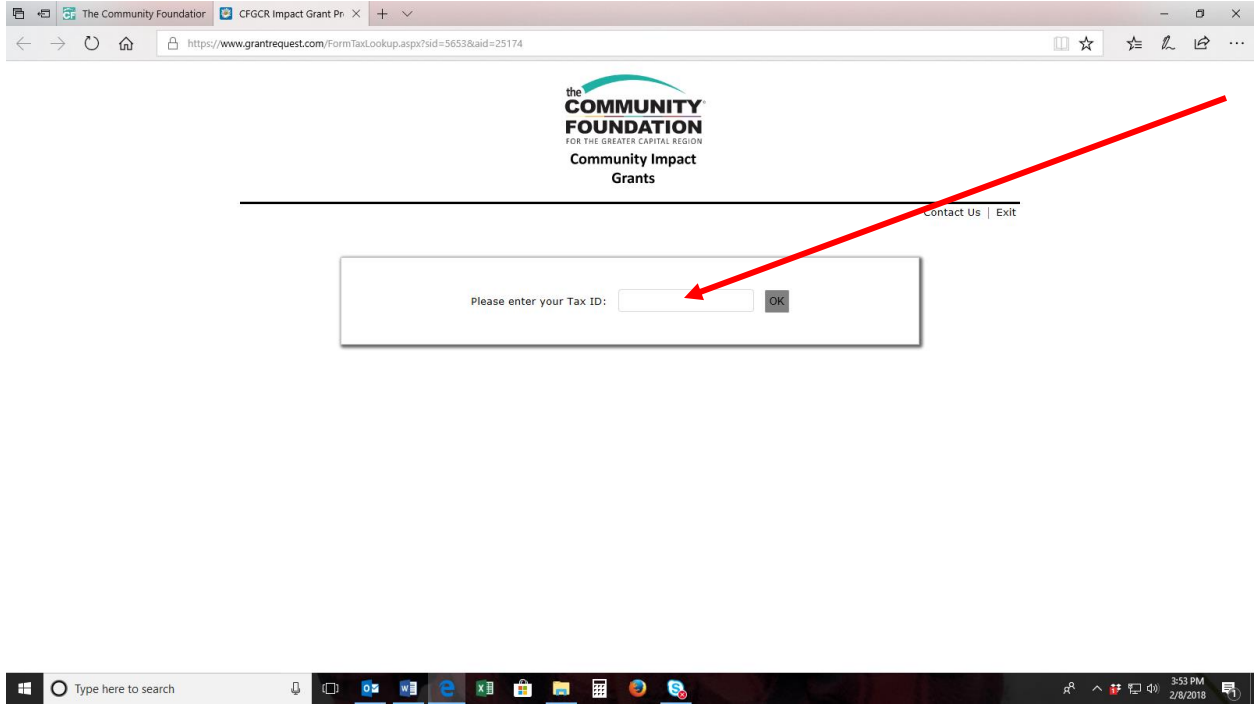 The Community Foundatior
CFGCR Impact Grant Pr
https://www.grantrequest.com/FormTaxLookup.aspx?sid=5653&aid=25174
the
COMMUNITY
FOUNDATION
FOR THE GREATER CAPITAL REGION
Community Impact
Grants
Contact Us | Exit
Please enter your Tax ID:
OK
Type here to search
3:53 PM
2/8/2018